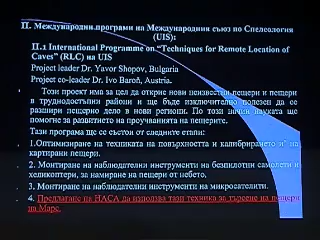 II. Международни програми на Международния съюз по Спелеология
(UIS):
II.1 International Programme on "Techniques for Remote Location of
Caves" (RLC) на UIS
Project leader Dr. Yavor Shopov, Bulgaria
Project co-leader Dr. Ivo Baroň, Austria.
Този проект има за цел да открие нови неизвестни пещери и пещери
в труднодостъпни райони и ще бъде изключително полезен да се
разшири пещерно дело в нови региони. По този начин науката ще
помогне за развитието на проучванията на пещерите.
Тази програма ще се състои от следните етапи:
1.Оптимизиране на техниката на повърхността и калибрирането й на
картирани пещери.
2. Монтиране на наблюдателни инструменти на безпилотни самолети и
хеликоптери, за намиране на пещери от небето.
3. Монтиране на наблюдателни инструменти на микросателити.
4. Предлагане на НАСА да използва тази техника за търсене на пещери
на Марс.